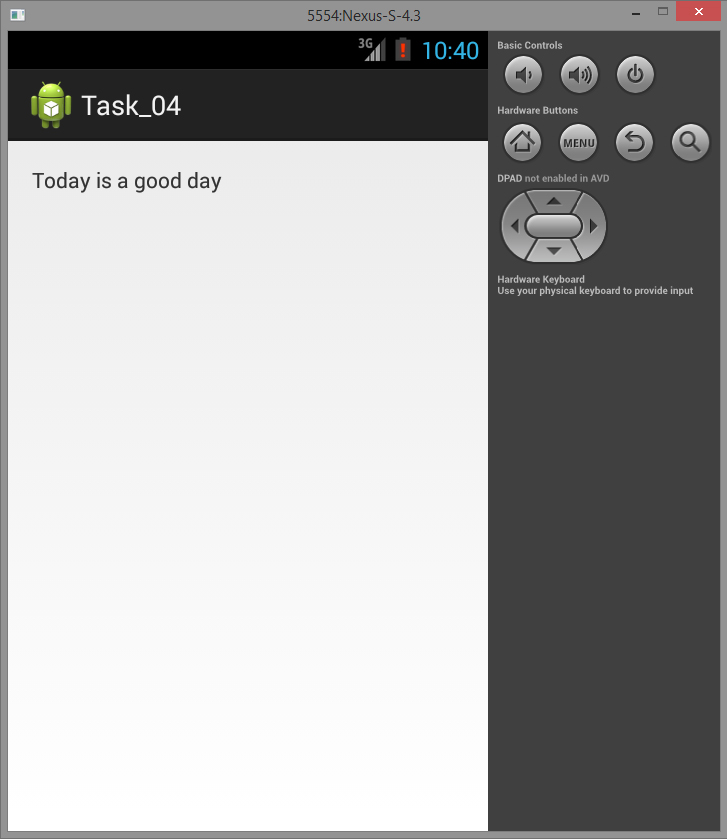 5554:Nexus-S-4.3
3G
10:40
Task_04
Today is a good day
Basic Controls
Hardware Buttons
MENU
DPAD not enabled in AVD
Hardware Keyboard
Use your physical keyboard to provide input